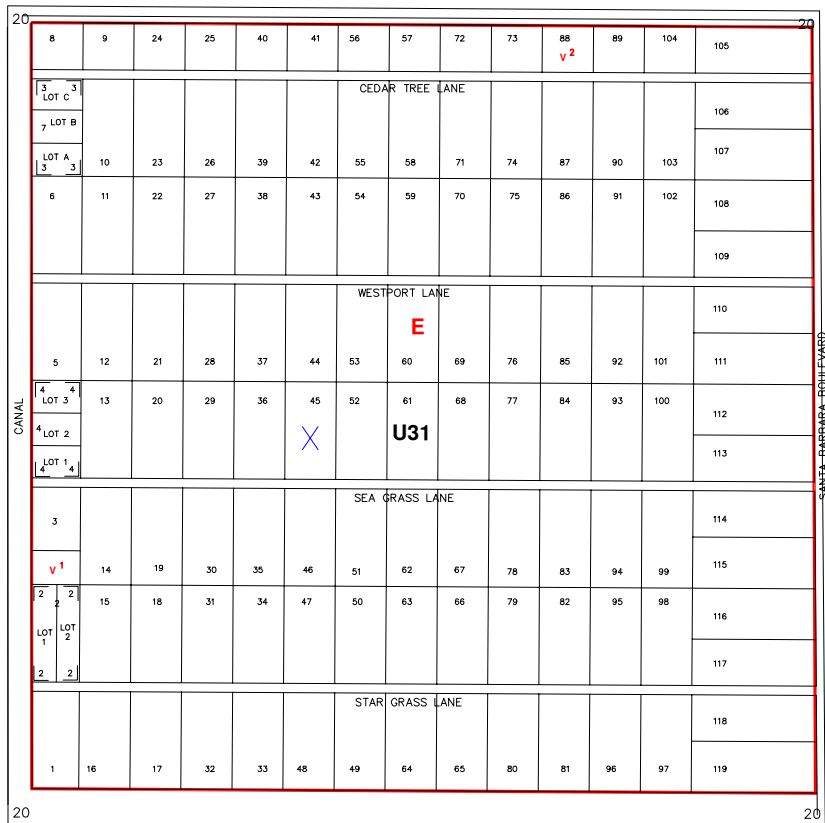 20 20
8 9 24 25 40 41 56 57 72 73 88 89 104 105
V 2
CEDAR TREE LANE
3 3
LOT C
106
7 LOT B
LOT A
3 3
10 23 26 39 42 55 58 71 74 87 90 103 107
6 11 22 27 38 43 54 59 70 75 86 91 102 108
109
WESTPORT LANE
110
E
5 12 21 28 37 44 53 60 69 76 85 92 101 111
4 4
LOT 3
13 20 29 36 45 52 61 68 77 84 93 100 112
CANAL
SANTA BARBARA BOULEVARD
4 LOT 2
U31
X
113
LOT 1
4 4
SEA GRASS LANE
3
114
V 1
14 19 30 35 46 51 62 67 78 83 94 99 115
2 2
2
15 18 31 34 47 50 63 66 79 82 95 98 116
LOT 1
LOT 2
117
2 2
STAR GRASS LANE
118
1 16 17 32 33 48 49 64 65 80 81 96 97 119
20 20